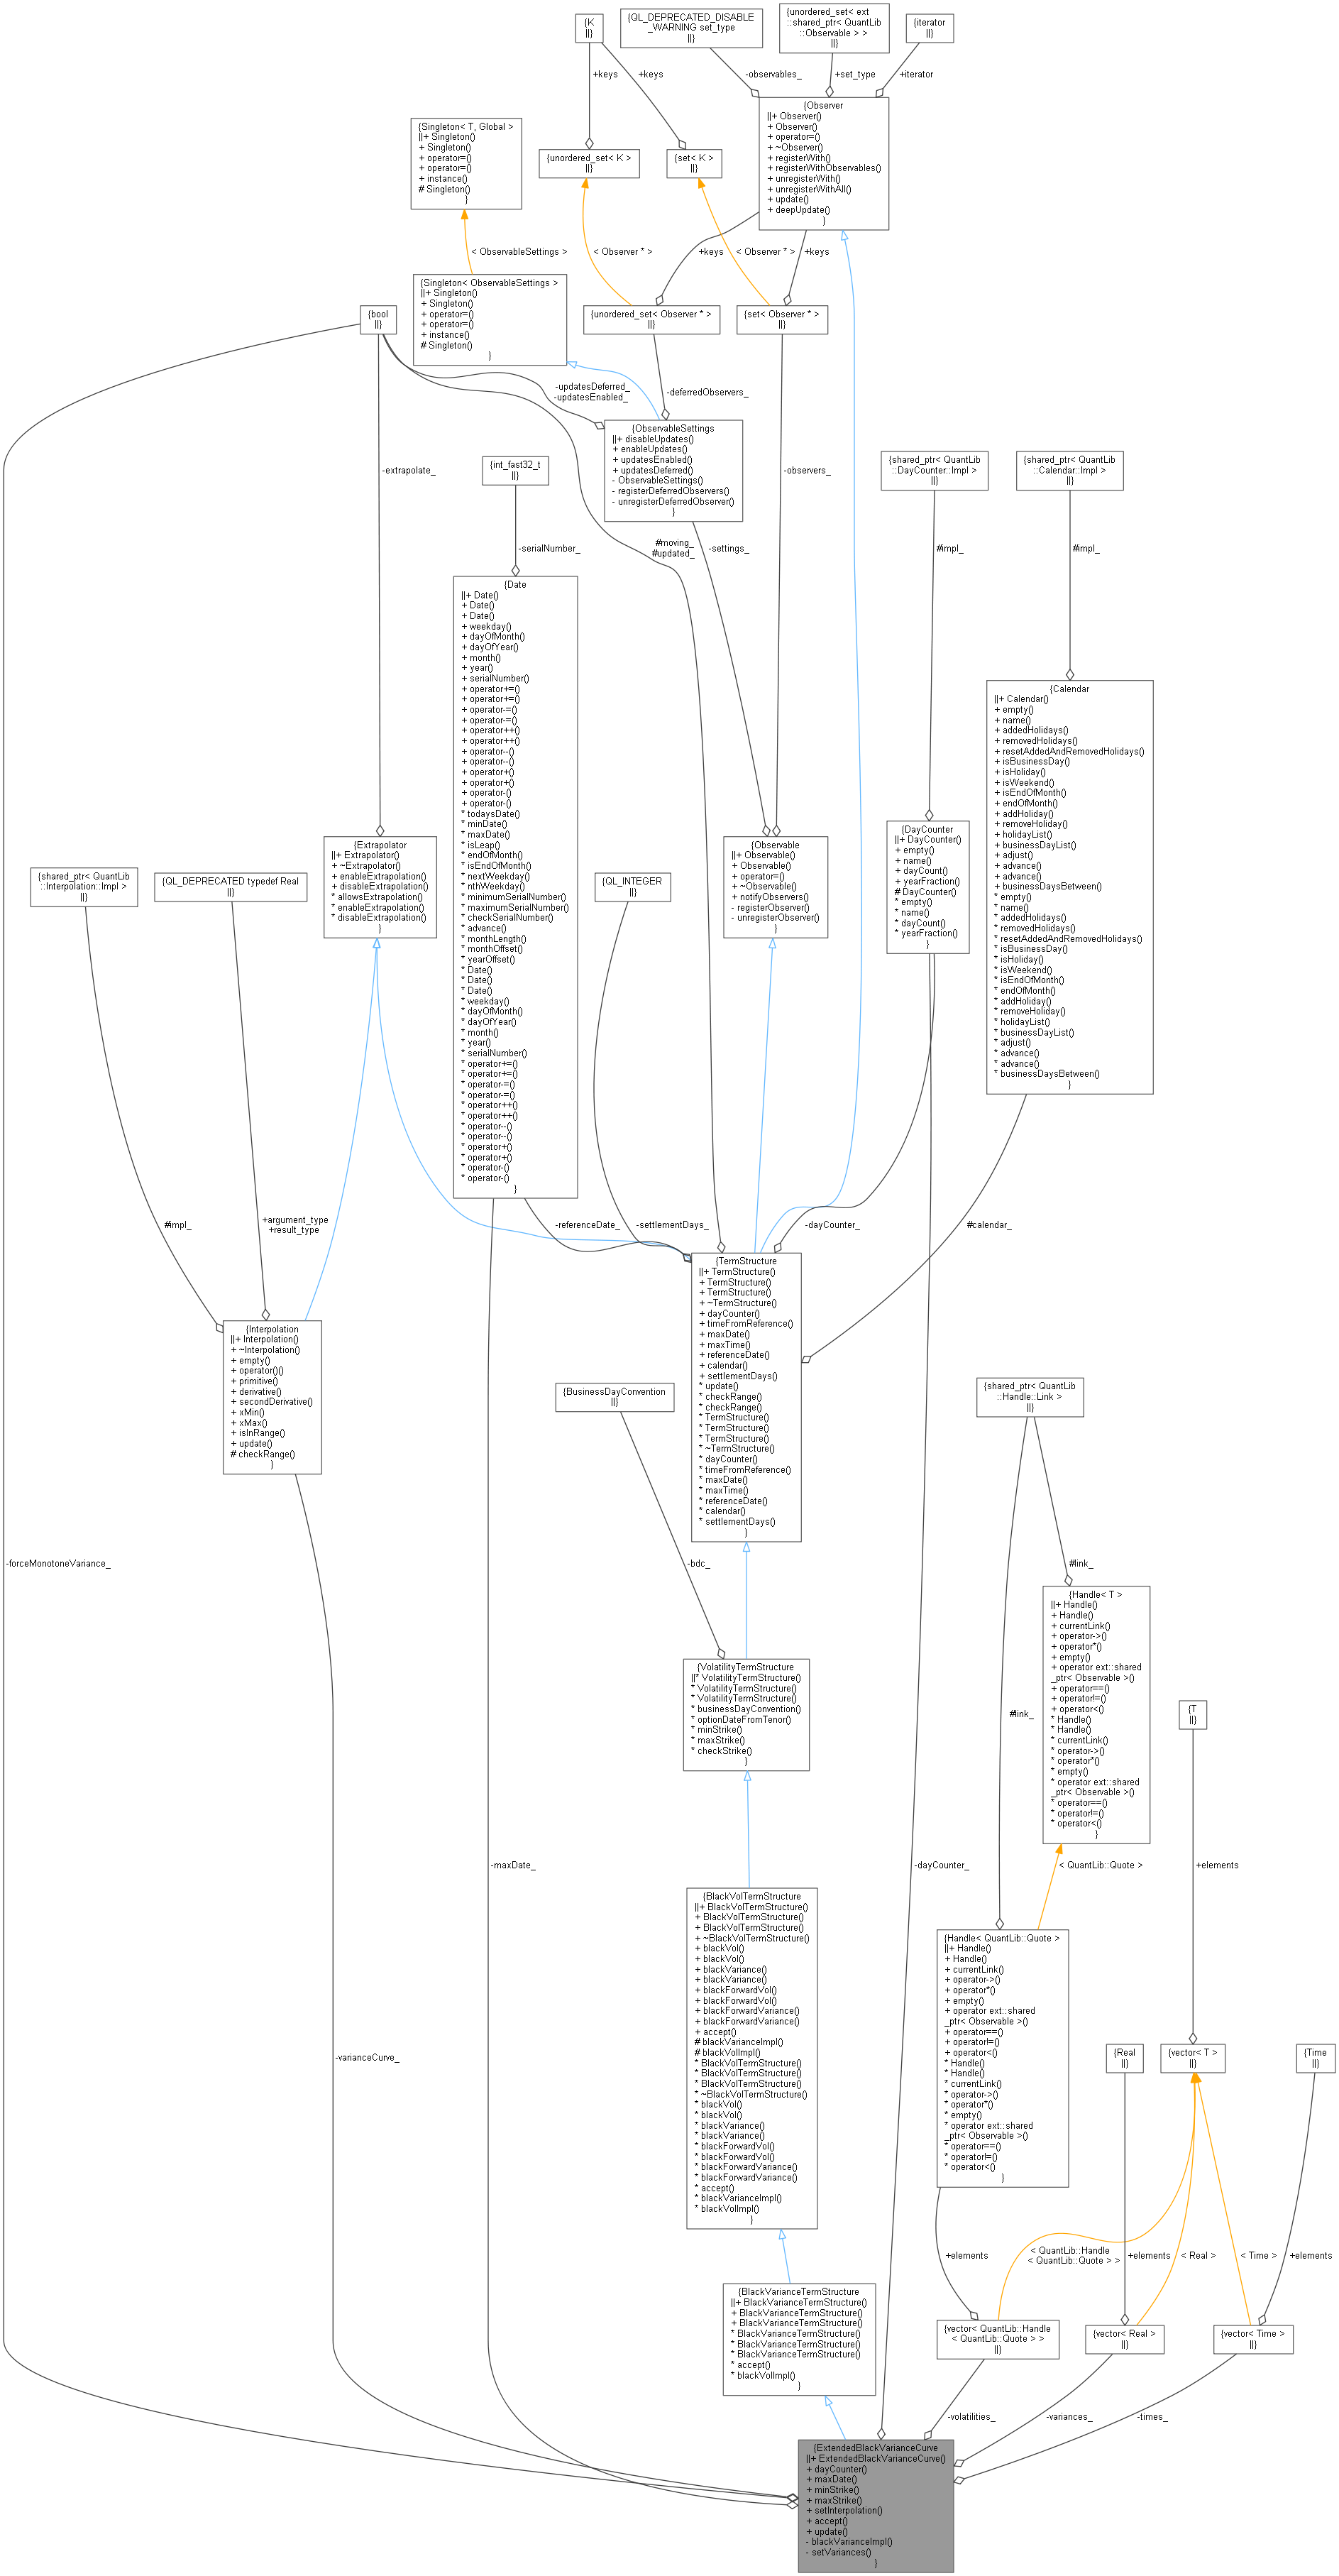 {K
||}
{QL_DEPRECATED_DISABLE
_WARNING set_type
||}
{unordered_set< ext
::shared_ptr< QuantLib
::Observable > >
||}
{iterator
||}
+keys
+keys
-observables_
+set_type
+iterator
{Singleton< T, Global >
||+ Singleton()
+ Singleton()
+ operator=()
+ operator=()
+ instance()
# Singleton()
}
{unordered_set< K >
||}
{set< K >
||}
{Observer
||+ Observer()
+ Observer()
+ operator=()
+ ~Observer()
+ registerWith()
+ registerWithObservables()
+ unregisterWith()
+ unregisterWithAll()
+ update()
+ deepUpdate()
}
< ObservableSettings >
< Observer * >
+keys
< Observer * >
+keys
{Singleton< ObservableSettings >
||+ Singleton()
+ Singleton()
+ operator=()
+ operator=()
+ instance()
# Singleton()
}
{bool
||}
{unordered_set< Observer * >
||}
{set< Observer * >
||}
-updatesDeferred_
-updatesEnabled_
-deferredObservers_
{ObservableSettings
||+ disableUpdates()
+ enableUpdates()
+ updatesEnabled()
+ updatesDeferred()
- ObservableSettings()
- registerDeferredObservers()
- unregisterDeferredObserver()
}
-extrapolate_
-observers_
{int_fast32_t
||}
{shared_ptr< QuantLib
::DayCounter::Impl >
||}
{shared_ptr< QuantLib
::Calendar::Impl >
||}
-serialNumber_
#moving_
#updated_
-settings_
#impl_
#impl_
{Date
||+ Date()
+ Date()
+ Date()
+ weekday()
+ dayOfMonth()
+ dayOfYear()
+ month()
+ year()
+ serialNumber()
+ operator+=()
+ operator+=()
+ operator-=()
+ operator-=()
+ operator++()
+ operator++()
+ operator--()
+ operator--()
+ operator+()
+ operator+()
+ operator-()
+ operator-()
* todaysDate()
* minDate()
* maxDate()
* isLeap()
* endOfMonth()
* isEndOfMonth()
* nextWeekday()
* nthWeekday()
* minimumSerialNumber()
* maximumSerialNumber()
* checkSerialNumber()
* advance()
* monthLength()
* monthOffset()
* yearOffset()
* Date()
* Date()
* Date()
* weekday()
* dayOfMonth()
* dayOfYear()
* month()
* year()
* serialNumber()
* operator+=()
* operator+=()
* operator-=()
* operator-=()
* operator++()
* operator++()
* operator--()
* operator--()
* operator+()
* operator+()
* operator-()
* operator-()
}
{Calendar
||+ Calendar()
+ empty()
+ name()
+ addedHolidays()
+ removedHolidays()
+ resetAddedAndRemovedHolidays()
+ isBusinessDay()
+ isHoliday()
+ isWeekend()
+ isEndOfMonth()
+ endOfMonth()
+ addHoliday()
+ removeHoliday()
+ holidayList()
+ businessDayList()
+ adjust()
+ advance()
+ advance()
+ businessDaysBetween()
* empty()
* name()
* addedHolidays()
* removedHolidays()
* resetAddedAndRemovedHolidays()
* isBusinessDay()
* isHoliday()
* isWeekend()
* isEndOfMonth()
* endOfMonth()
* addHoliday()
* removeHoliday()
* holidayList()
* businessDayList()
* adjust()
* advance()
* advance()
* businessDaysBetween()
}
{DayCounter
||+ DayCounter()
+ empty()
+ name()
+ dayCount()
+ yearFraction()
# DayCounter()
* empty()
* name()
* dayCount()
* yearFraction()
}
{Extrapolator
||+ Extrapolator()
+ ~Extrapolator()
+ enableExtrapolation()
+ disableExtrapolation()
* allowsExtrapolation()
* enableExtrapolation()
* disableExtrapolation()
}
{Observable
||+ Observable()
+ Observable()
+ operator=()
+ ~Observable()
+ notifyObservers()
- registerObserver()
- unregisterObserver()
}
{shared_ptr< QuantLib
::Interpolation::Impl >
||}
{QL_DEPRECATED typedef Real
||}
{QL_INTEGER
||}
#impl_
+argument_type
+result_type
-referenceDate_
-settlementDays_
-dayCounter_
#calendar_
{TermStructure
||+ TermStructure()
+ TermStructure()
+ TermStructure()
+ ~TermStructure()
+ dayCounter()
+ timeFromReference()
+ maxDate()
+ maxTime()
+ referenceDate()
+ calendar()
+ settlementDays()
* update()
* checkRange()
* checkRange()
* TermStructure()
* TermStructure()
* TermStructure()
* ~TermStructure()
* dayCounter()
* timeFromReference()
* maxDate()
* maxTime()
* referenceDate()
* calendar()
* settlementDays()
}
{Interpolation
||+ Interpolation()
+ ~Interpolation()
+ empty()
+ operator()()
+ primitive()
+ derivative()
+ secondDerivative()
+ xMin()
+ xMax()
+ isInRange()
+ update()
# checkRange()
}
{BusinessDayConvention
||}
{shared_ptr< QuantLib
::Handle::Link >
||}
-forceMonotoneVariance_
-bdc_
#link_
{Handle< T >
||+ Handle()
+ Handle()
+ currentLink()
+ operator->()
+ operator*()
+ empty()
+ operator ext::shared
_ptr< Observable >()
+ operator==()
+ operator!=()
+ operator<()
* Handle()
* Handle()
* currentLink()
* operator->()
* operator*()
* empty()
* operator ext::shared
_ptr< Observable >()
* operator==()
* operator!=()
* operator<()
}
{VolatilityTermStructure
||* VolatilityTermStructure()
* VolatilityTermStructure()
* VolatilityTermStructure()
* businessDayConvention()
* optionDateFromTenor()
* minStrike()
* maxStrike()
* checkStrike()
}
#link_
{T
||}
-maxDate_
-dayCounter_
< QuantLib::Quote >
+elements
{BlackVolTermStructure
||+ BlackVolTermStructure()
+ BlackVolTermStructure()
+ BlackVolTermStructure()
+ ~BlackVolTermStructure()
+ blackVol()
+ blackVol()
+ blackVariance()
+ blackVariance()
+ blackForwardVol()
+ blackForwardVol()
+ blackForwardVariance()
+ blackForwardVariance()
+ accept()
# blackVarianceImpl()
# blackVolImpl()
* BlackVolTermStructure()
* BlackVolTermStructure()
* BlackVolTermStructure()
* ~BlackVolTermStructure()
* blackVol()
* blackVol()
* blackVariance()
* blackVariance()
* blackForwardVol()
* blackForwardVol()
* blackForwardVariance()
* blackForwardVariance()
* accept()
* blackVarianceImpl()
* blackVolImpl()
}
{Handle< QuantLib::Quote >
||+ Handle()
+ Handle()
+ currentLink()
+ operator->()
+ operator*()
+ empty()
+ operator ext::shared
_ptr< Observable >()
+ operator==()
+ operator!=()
+ operator<()
* Handle()
* Handle()
* currentLink()
* operator->()
* operator*()
* empty()
* operator ext::shared
_ptr< Observable >()
* operator==()
* operator!=()
* operator<()
}
-varianceCurve_
{Real
||}
{vector< T >
||}
{Time
||}
+elements
< QuantLib::Handle
< QuantLib::Quote > >
+elements
< Real >
< Time >
+elements
{BlackVarianceTermStructure
||+ BlackVarianceTermStructure()
+ BlackVarianceTermStructure()
+ BlackVarianceTermStructure()
* BlackVarianceTermStructure()
* BlackVarianceTermStructure()
* BlackVarianceTermStructure()
* accept()
* blackVolImpl()
}
{vector< QuantLib::Handle
< QuantLib::Quote > >
||}
{vector< Real >
||}
{vector< Time >
||}
-volatilities_
-variances_
-times_
{ExtendedBlackVarianceCurve
||+ ExtendedBlackVarianceCurve()
+ dayCounter()
+ maxDate()
+ minStrike()
+ maxStrike()
+ setInterpolation()
+ accept()
+ update()
- blackVarianceImpl()
- setVariances()
}